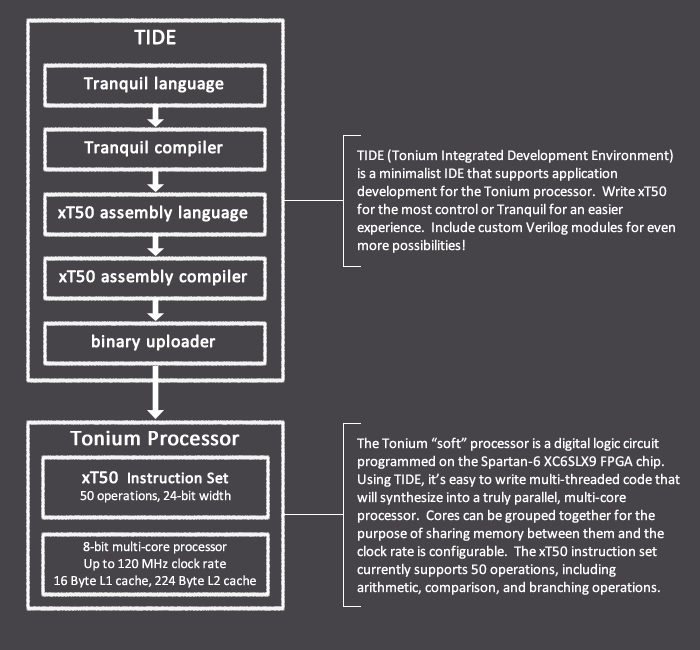 TIDE
Tranquil language
Tranquil compiler
xT50 assembly language
xT50 assembly compiler
binary uploader
TIDE (Tonium Integrated Development Environment)
is a minimalist IDE that supports application
development for the Tonium processor.  Write xT50
for the most control or Tranquil for an easier
experience.  Include custom Verilog modules for even
more possibilities!
Tonium Processor
xT50 Instruction Set
50 operations, 24-bit width
8-bit multi-core processor
Up to 120 MHz clock rate
16 Byte L1 cache, 224 Byte L2 cache
The Tonium “soft” processor is a digital logic circuit
programmed on the Spartan-6 XC6SLX9 FPGA chip.
Using TIDE, it’s easy to write multi-threaded code that
will synthesize into a truly parallel, multi-core
processor.  Cores can be grouped together for the
purpose of sharing memory between them and the
clock rate is configurable.  The xT50 instruction set
currently supports 50 operations, including
arithmetic, comparison, and branching operations.